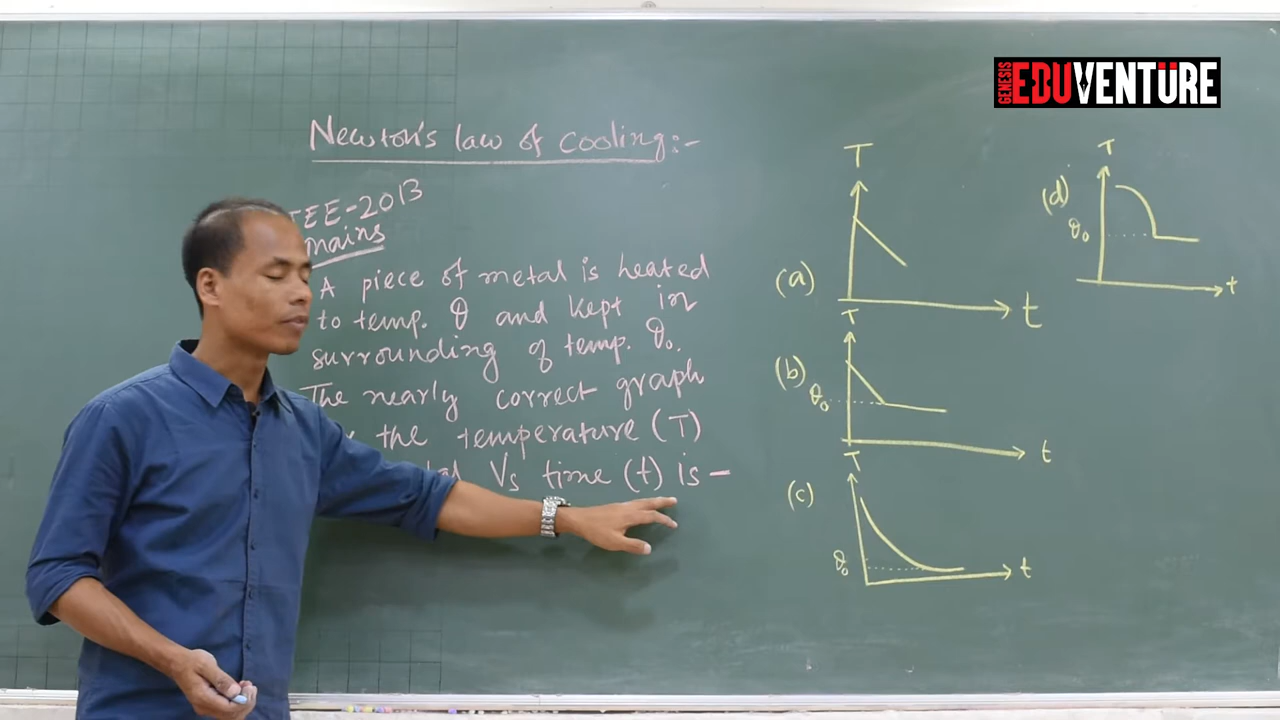 GENESIS EDUVENTURE
Newton's law of cooling:-
JEE-2013
mains
A piece of metal is heated
to temp. θ and kept in
surrounding of temp. θ₀.
The nearly correct graph
the temperature (T)
Vs time (t) is -
(a)
T
t
(b)
T
θ₀
t
(c)
T
θ₀
t
(d)
T
θ₀
t